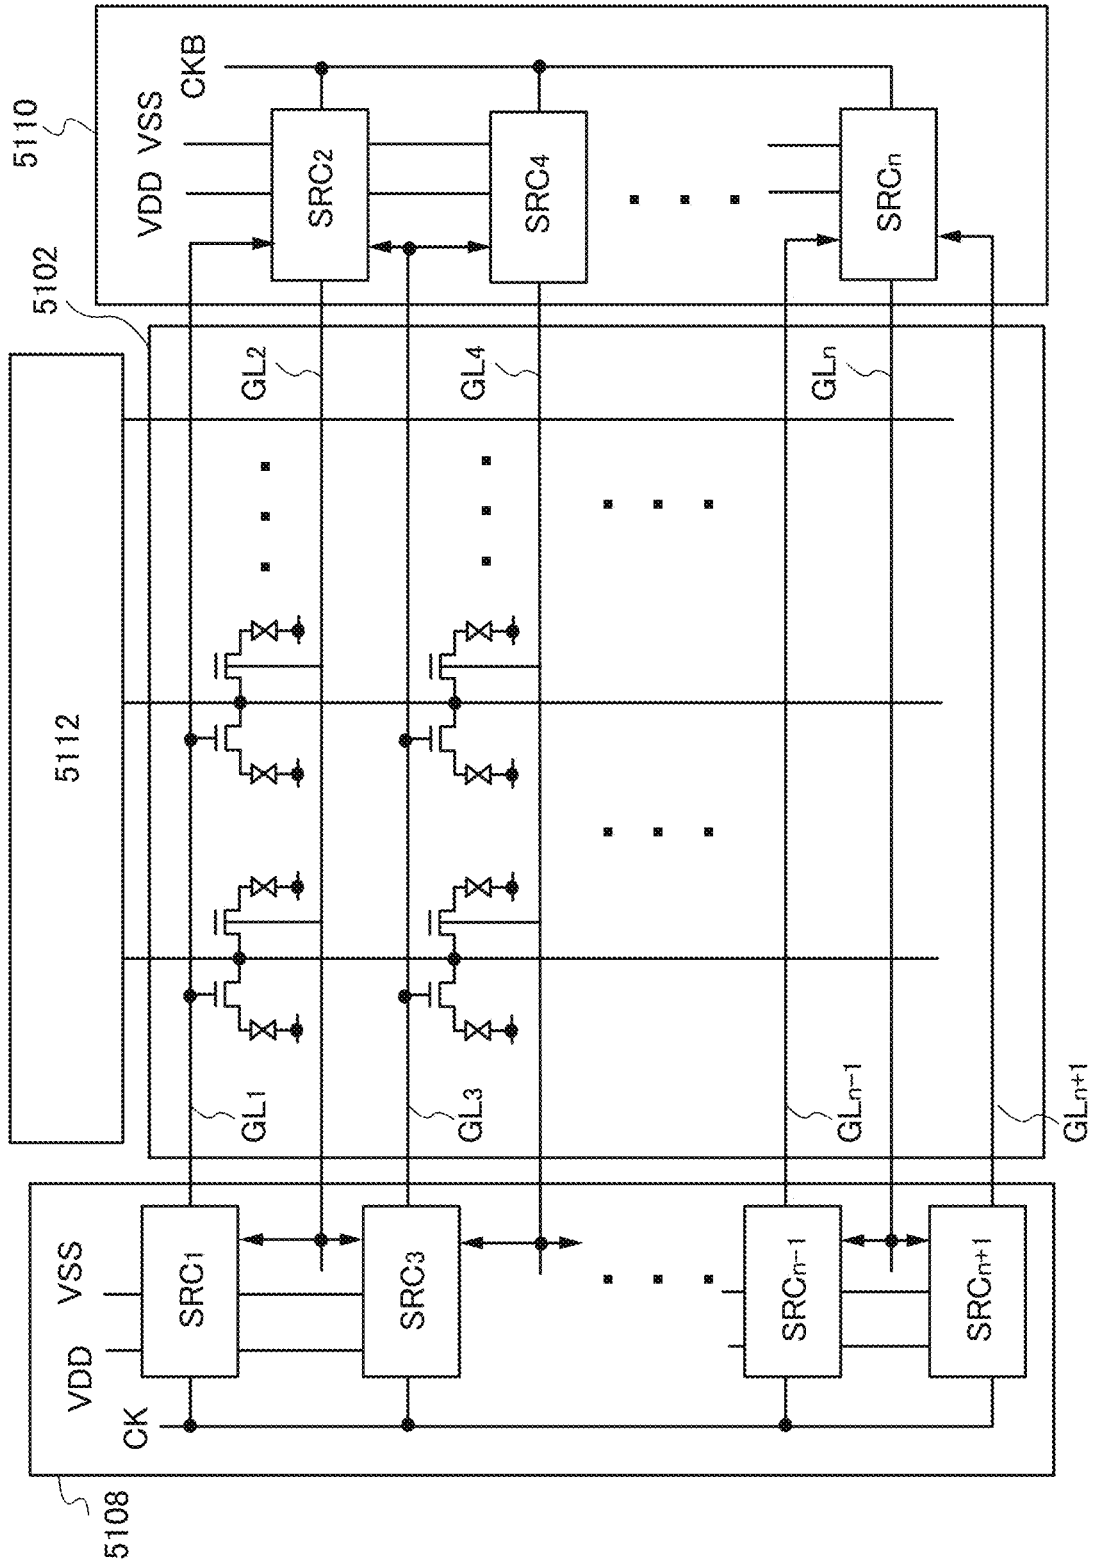 5108
5112
5102
5110
CK
VDD
VSS
VDD
VSS
CKB
SRC1
GL1
GL2
SRC2
SRC3
GL3
GL4
SRC4
SRCn-1
GLn-1
GLn
SRCn
SRCn+1
GLn+1